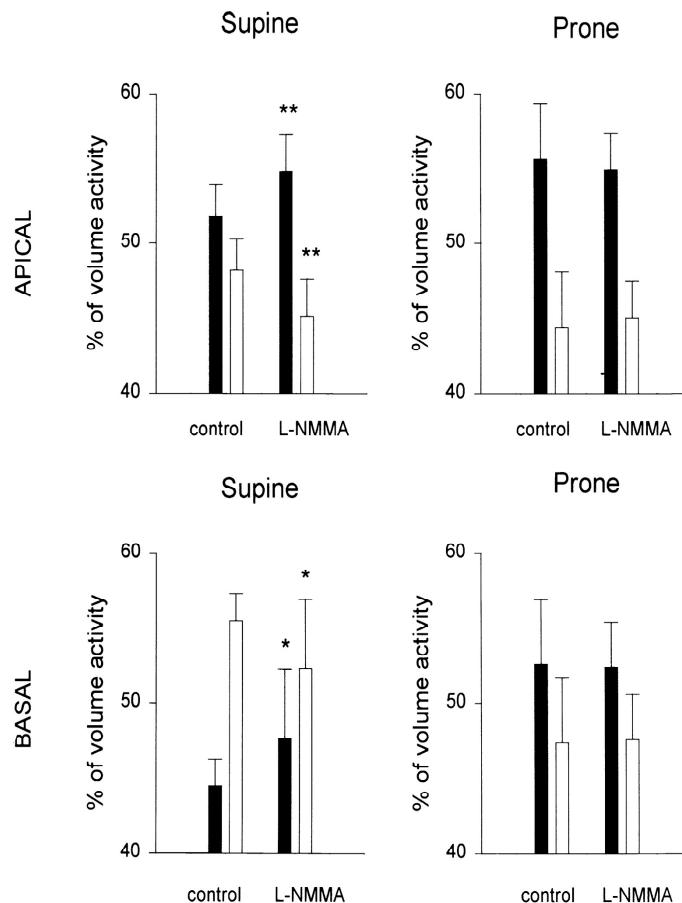 Supine
Prone
APICAL
% of volume activity
60
**
**
50
40
control
L-NMMA
% of volume activity
60
50
40
control
L-NMMA
Supine
Prone
BASAL
% of volume activity
60
*
*
50
40
control
L-NMMA
% of volume activity
60
50
40
control
L-NMMA